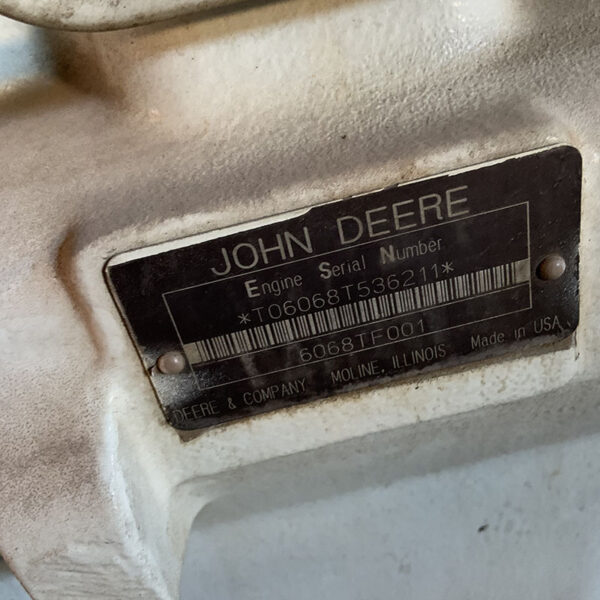 JOHN DEERE
Engine Serial Number
*T06068T536211*
6068TF001
DEERE & COMPANY MOLINE, ILLINOIS Made in USA